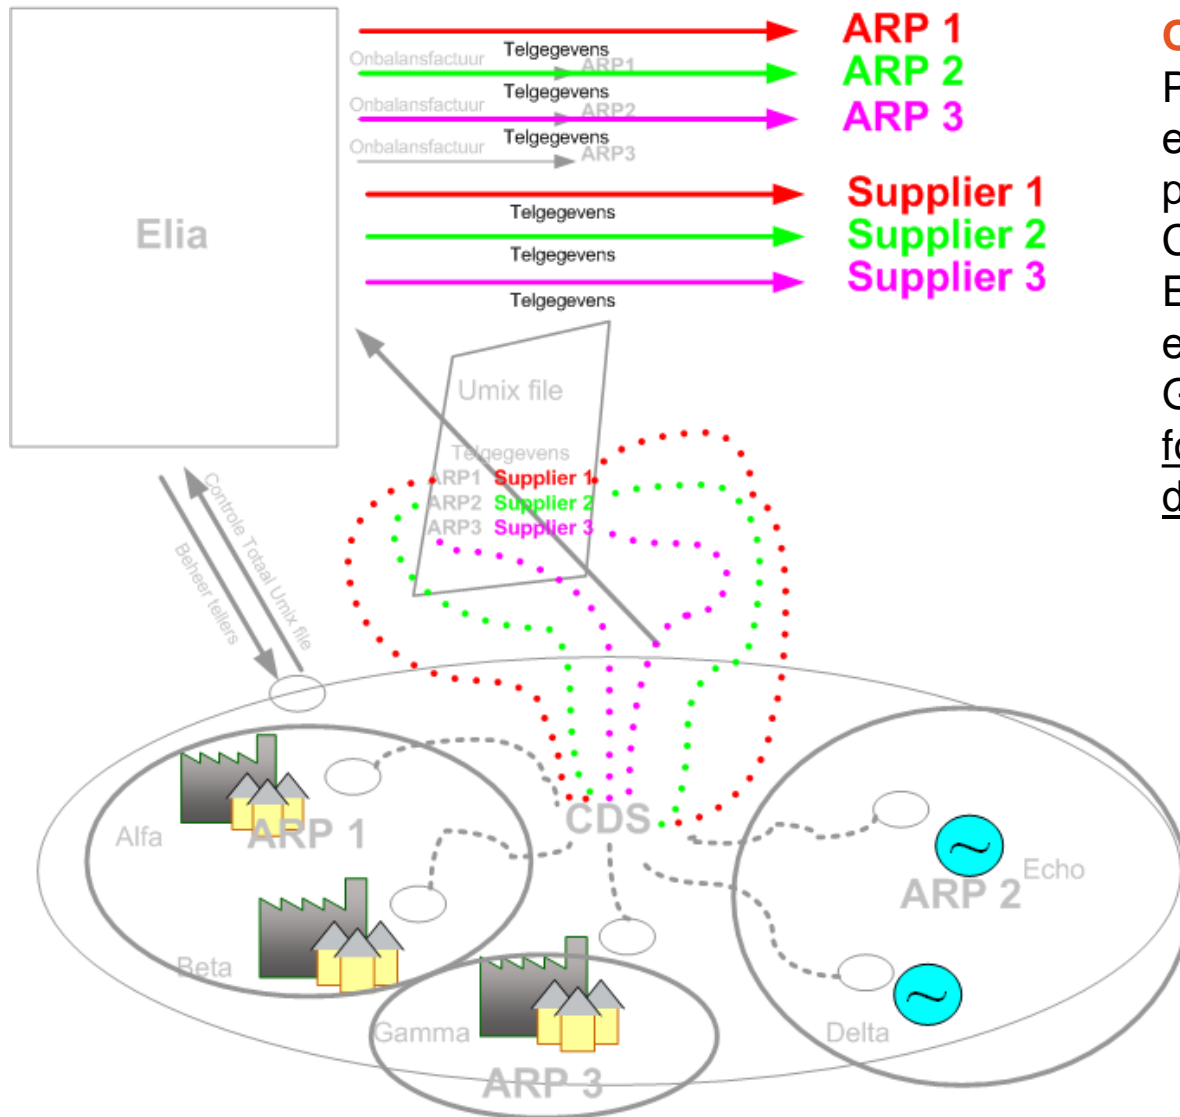 ARP 1
Telgegevens
Onbalansfactuur
ARP1
ARP 2
Telgegevens
Onbalansfactuur
ARP2
ARP 3
Telgegevens
Onbalansfactuur
ARP3
Supplier 1
Telgegevens
Supplier 2
Telgegevens
Supplier 3
Telgegevens
Elia
Umix file
Telgegevens
ARP1 Supplier 1
ARP2 Supplier 2
ARP3 Supplier 3
Controle Totaal Umix file
Beheer tellers
CDS
Alfa
ARP 1
Beta
Gamma
ARP 3
Echo
ARP 2
Delta